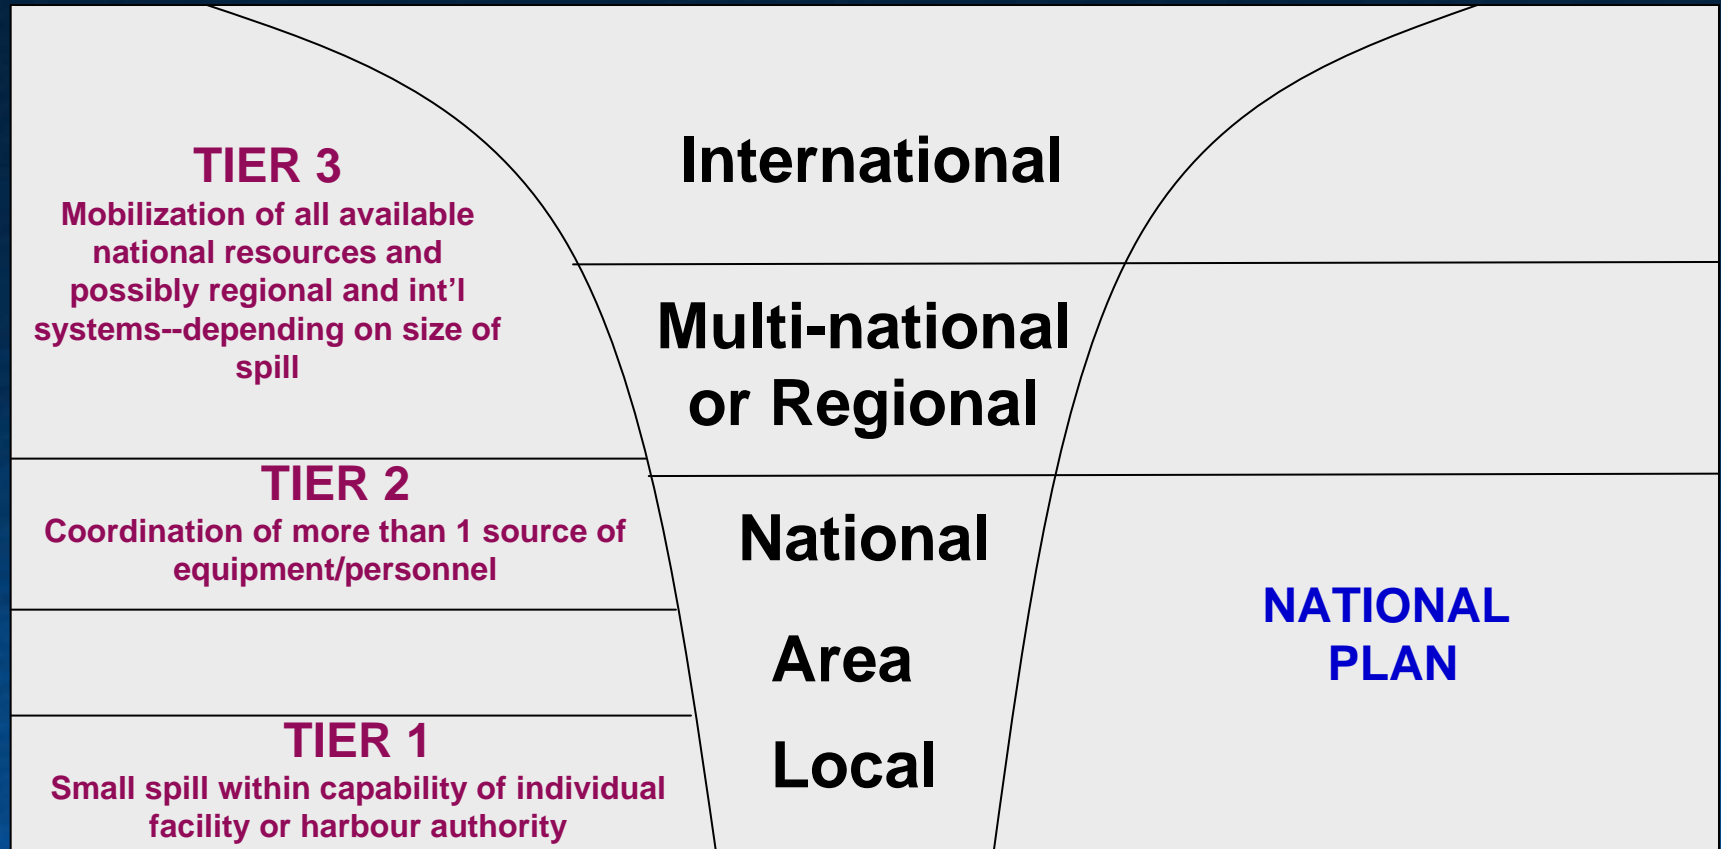 TIER 3
Mobilization of all available
national resources and
possibly regional and int’l
systems--depending on size of
spill
International
Multi-national
or Regional
TIER 2
Coordination of more than 1 source of
equipment/personnel
National
Area
NATIONAL
PLAN
TIER 1
Small spill within capability of individual
facility or harbour authority
Local